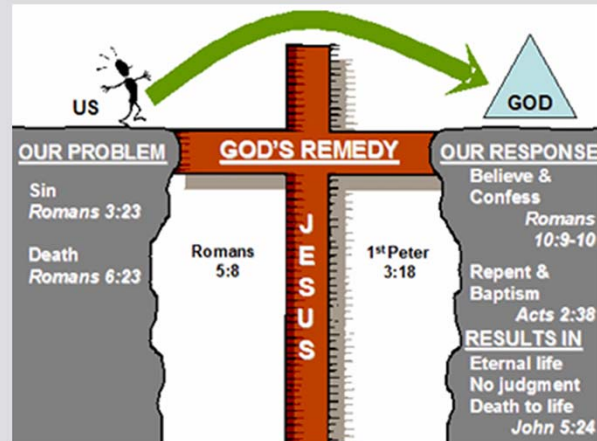 US
GOD
OUR PROBLEM
Sin
Romans 3:23
Death
Romans 6:23
GOD'S REMEDY
JESUS
Romans
5:8
1st Peter
3:18
OUR RESPONSE
Believe &
Confess
Romans
10:9-10
Repent &
Baptism
Acts 2:38
RESULTS IN
Eternal life
No judgment
Death to life
John 5:24